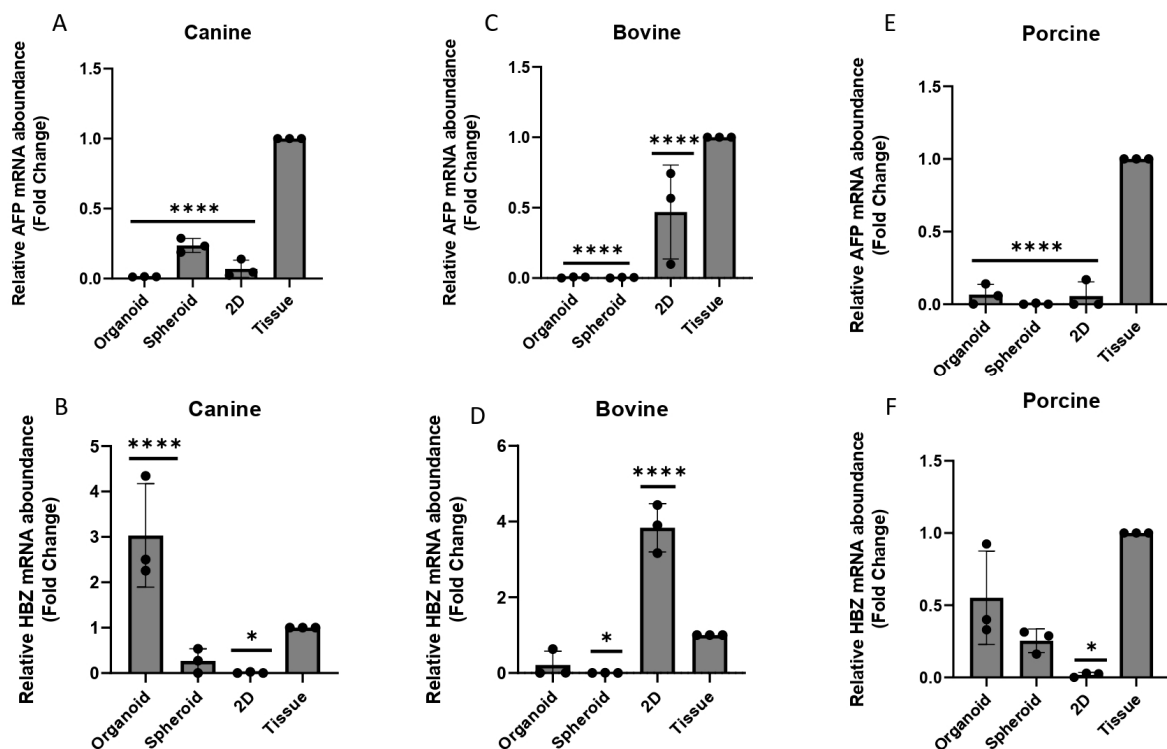 A
Canine
Relative AFP mRNA aboundance
(Fold Change)
1.5
1.0
0.5
0.0
****
Organoid
Spheroid
2D
Tissue
C
Bovine
Relative AFP mRNA aboundance
(Fold Change)
1.5
1.0
0.5
0.0
****
****
Organoid
Spheroid
2D
Tissue
E
Porcine
Relative AFP mRNA aboundance
(Fold Change)
1.5
1.0
0.5
0.0
****
Organoid
Spheroid
2D
Tissue
B
Canine
Relative HBZ mRNA aboundance
(Fold Change)
5
4
3
2
1
0
****
*
Organoid
Spheroid
2D
Tissue
D
Bovine
Relative HBZ mRNA aboundance
(Fold Change)
6
4
2
0
*
****
Organoid
Spheroid
2D
Tissue
F
Porcine
Relative HBZ mRNA aboundance
(Fold Change)
1.5
1.0
0.5
0.0
*
Organoid
Spheroid
2D
Tissue